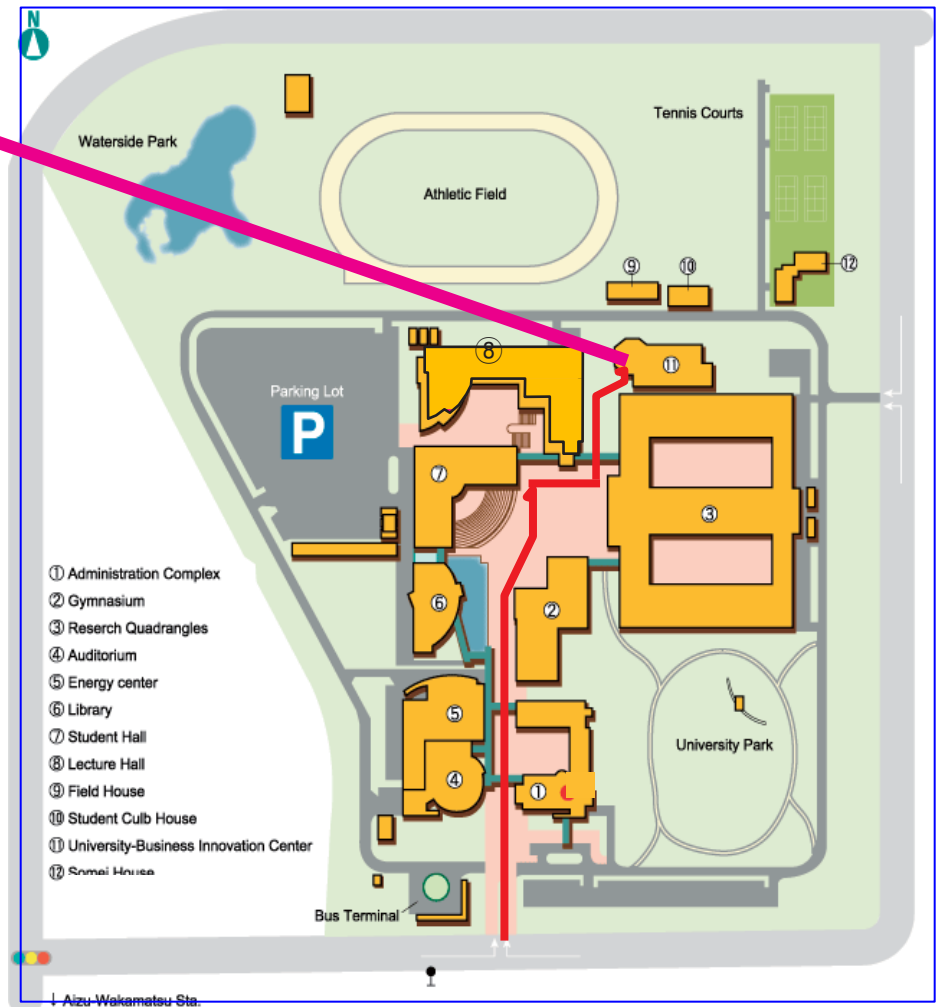 N
Waterside Park
Tennis Courts
Athletic Field
⑨
⑩
⑫
⑧
⑪
Parking Lot
P
⑦
③
① Administration Complex
② Gymnasium
③ Reserch Quadrangles
④ Auditorium
⑤ Energy center
⑥ Library
⑦ Student Hall
⑧ Lecture Hall
⑨ Field House
⑩ Student Culb House
⑪ University-Business Innovation Center
⑫ Somei House
⑥
②
⑤
University Park
④
①
Bus Terminal
↓ Aizu-Wakamatsu Sta.